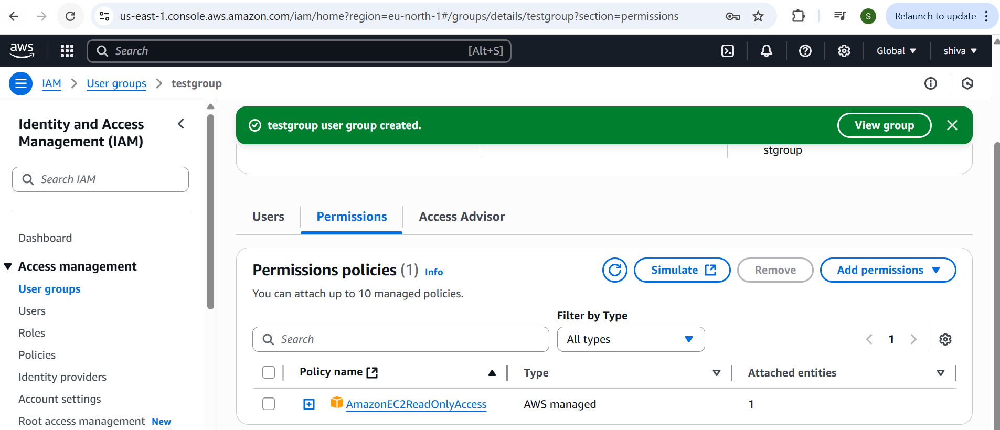 us-east-1.console.aws.amazon.com/iam/home?region=eu-north-1#/groups/details/testgroup?section=permissions
S
Relaunch to update
aws
Search
[Alt+S]
Global
shiva
IAM
User groups
testgroup
Identity and Access
Management (IAM)
Search IAM
Dashboard
Access management
User groups
Users
Roles
Policies
Identity providers
Account settings
Root access management New
testgroup user group created.
View group
stgroup
Users
Permissions
Access Advisor
Permissions policies (1) Info
Simulate
Remove
Add permissions
You can attach up to 10 managed policies.
Filter by Type
Search
All types
1
Policy name
Type
Attached entities
AmazonEC2ReadOnlyAccess
AWS managed
1